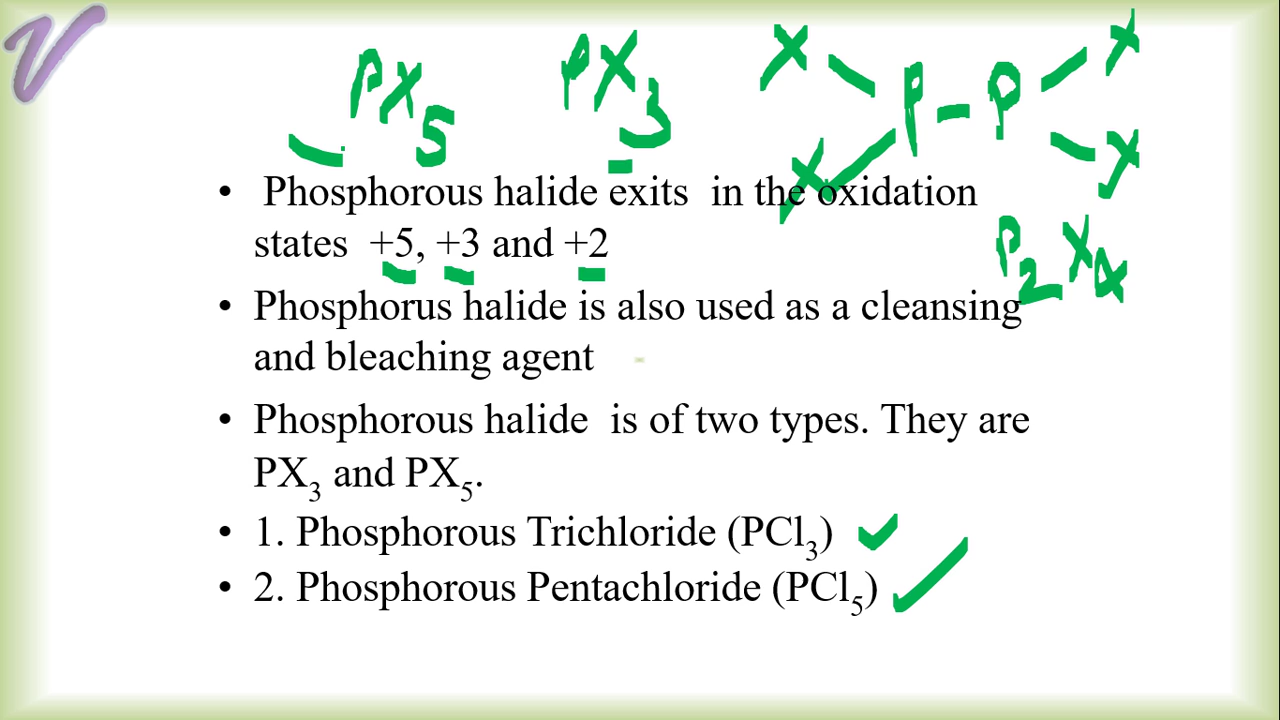 V
PX5 PX3 X X
P - P
X X
P2X4
• Phosphorous halide exits in the oxidation
states +5, +3 and +2
• Phosphorus halide is also used as a cleansing
and bleaching agent
• Phosphorous halide is of two types. They are
PX3 and PX5.
• 1. Phosphorous Trichloride (PCl3)
• 2. Phosphorous Pentachloride (PCl5)